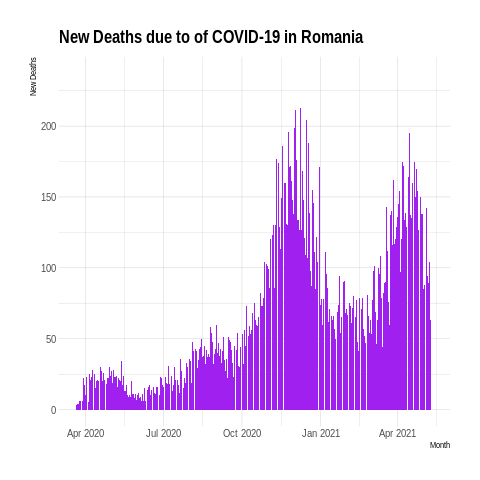 New Deaths due to of COVID-19 in Romania
New Deaths
200
150
100
50
0
Apr 2020
Jul 2020
Oct 2020
Jan 2021
Apr 2021
Month